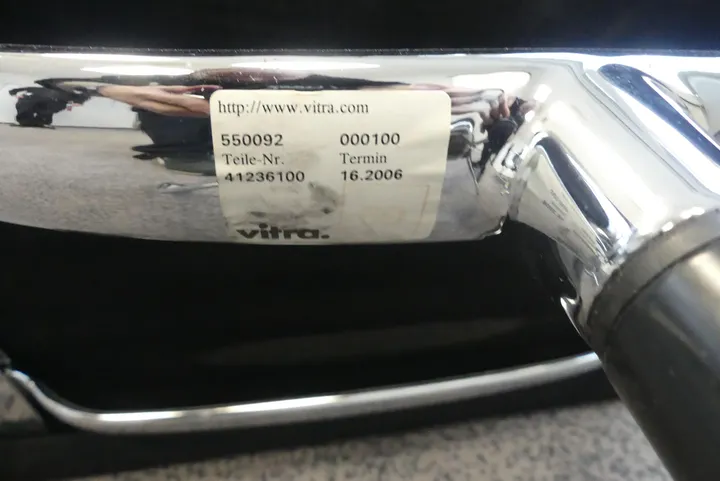 http://www.vitra.com
550092 000100
Teile-Nr. Termin
41236100 16.2006
vitra.